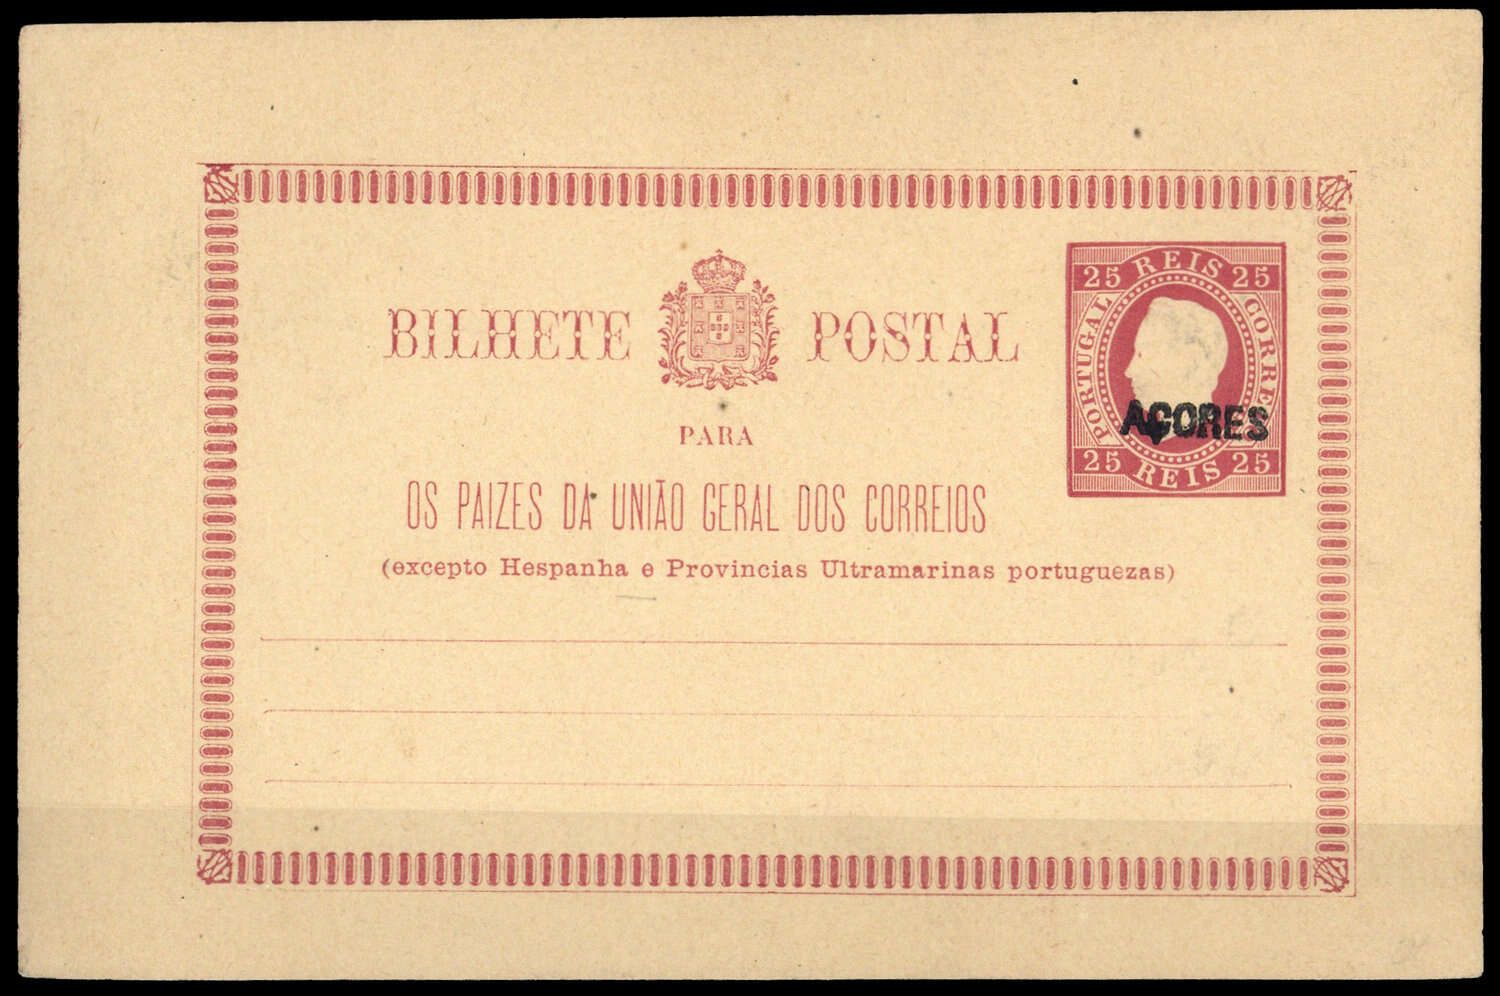 BILHETE POSTAL
PARA
OS PAIZES DA UNIÃO GERAL DOS CORREIOS
(excepto Hespanha e Provincias Ultramarinas portuguezas)
25 REIS 25
PORTUGAL
CORREIO
AÇORES
25 REIS 25